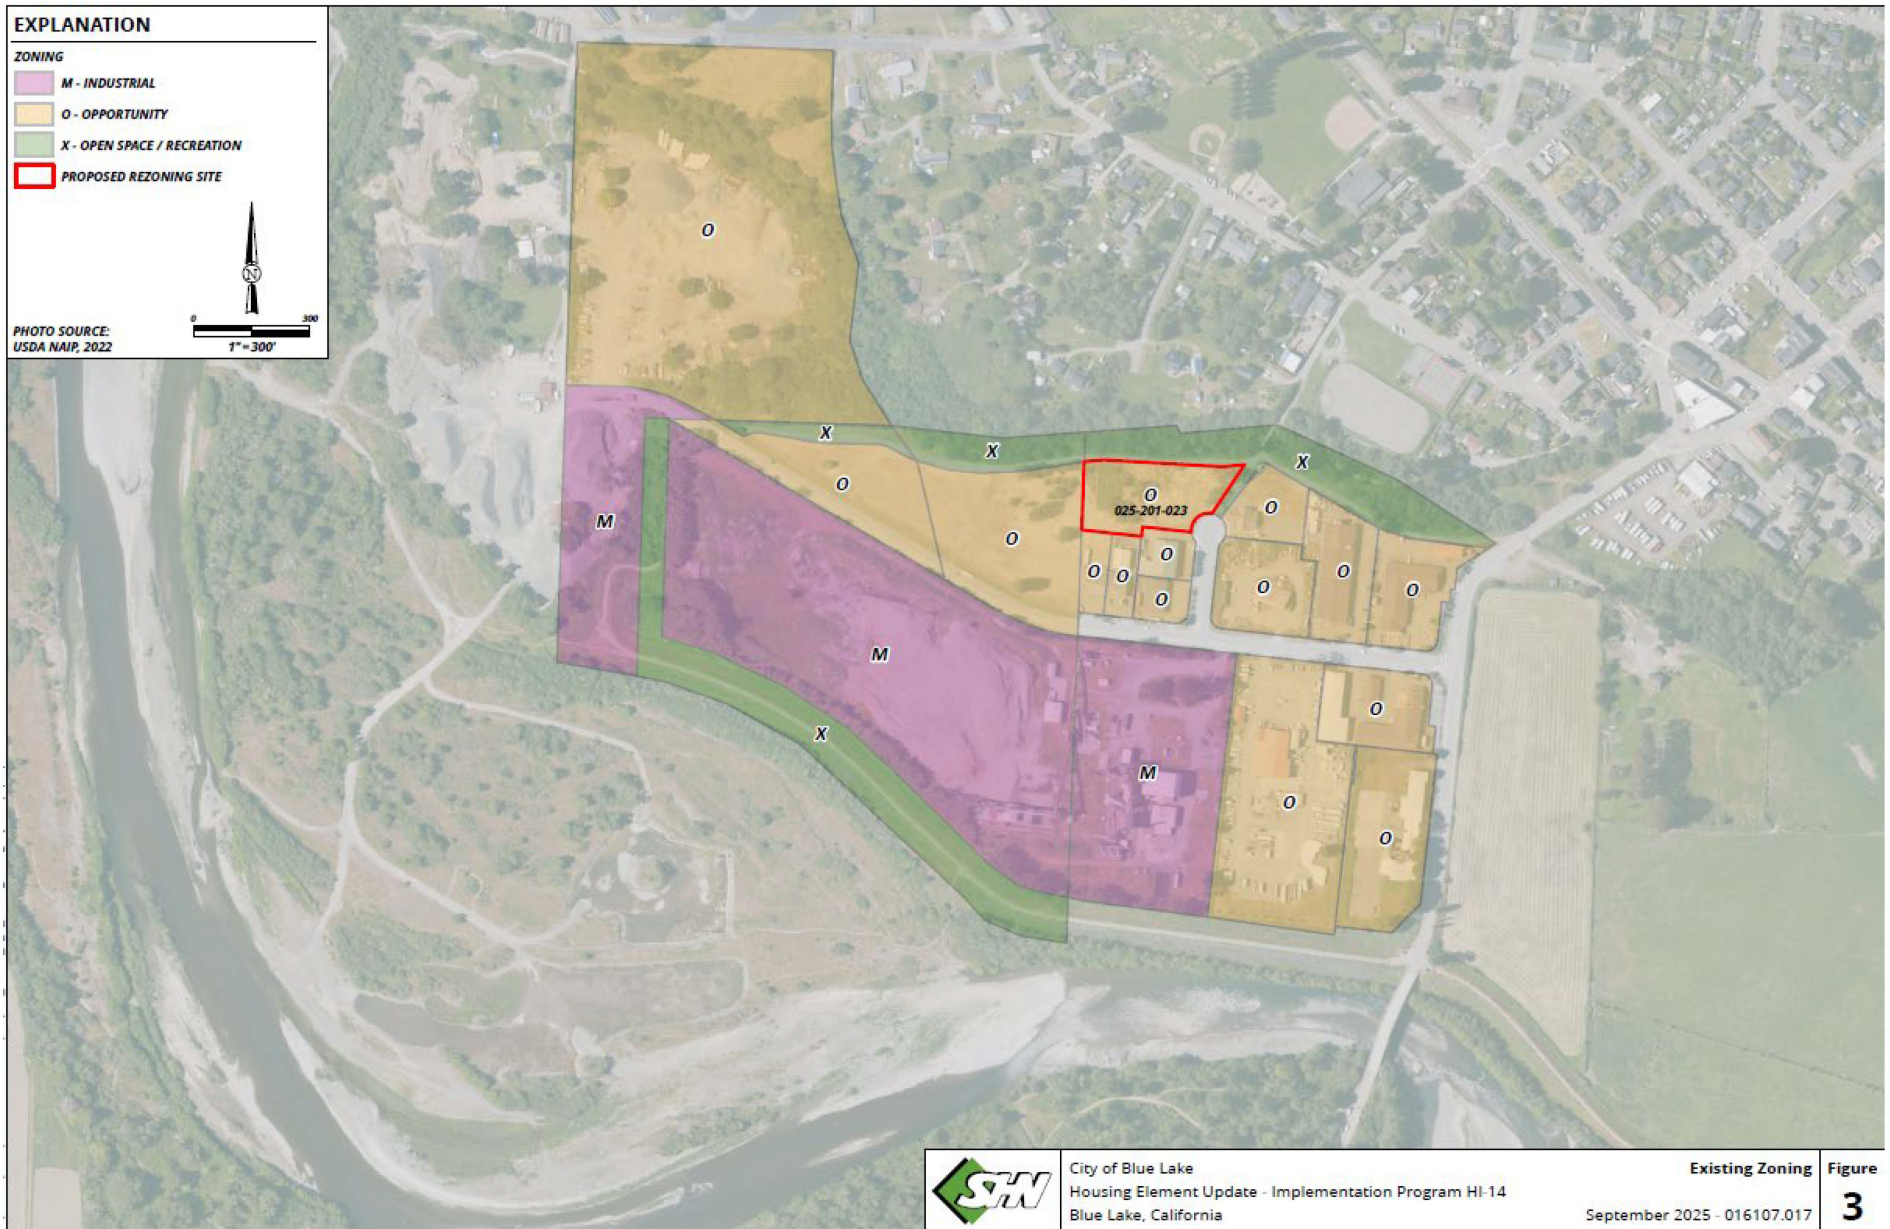 EXPLANATION
ZONING
M - INDUSTRIAL
O - OPPORTUNITY
X - OPEN SPACE / RECREATION
PROPOSED REZONING SITE
N
0 300
1" = 300'
PHOTO SOURCE:
USDA NAIP, 2022
O
X
X
X
O
O
025-201-023
O
M
O
O
O
O
O
O
O
O
O
M
O
X
M
O
O
SHN
City of Blue Lake
Housing Element Update - Implementation Program HI-14
Blue Lake, California
Existing Zoning
September 2025 - 016107.017
Figure
3